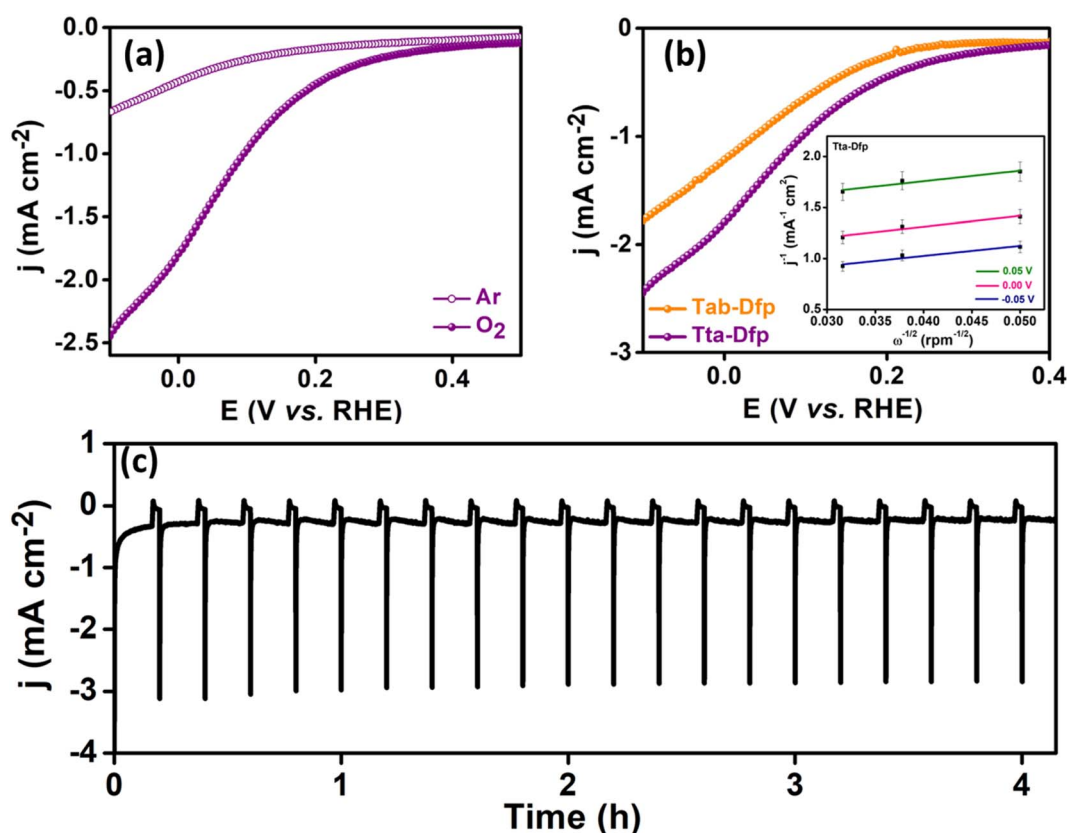 (a)
0.0
-0.5
-1.0
-1.5
-2.0
-2.5
j (mA cm-2)
Ar
O2
0.0 0.2 0.4
E (V vs. RHE)
(b)
0
-1
-2
-3
j (mA cm-2)
Tab-Dfp
Tta-Dfp
0.0 0.2 0.4
E (V vs. RHE)
Tta-Dfp
2.0
1.5
1.0
0.5
j-1 (mA-1 cm2)
0.05 V
0.00 V
-0.05 V
0.030 0.035 0.040 0.045 0.050
ω-1/2 (rpm-1/2)
(c)
1
0
-1
-2
-3
-4
j (mA cm-2)
0 1 2 3 4
Time (h)